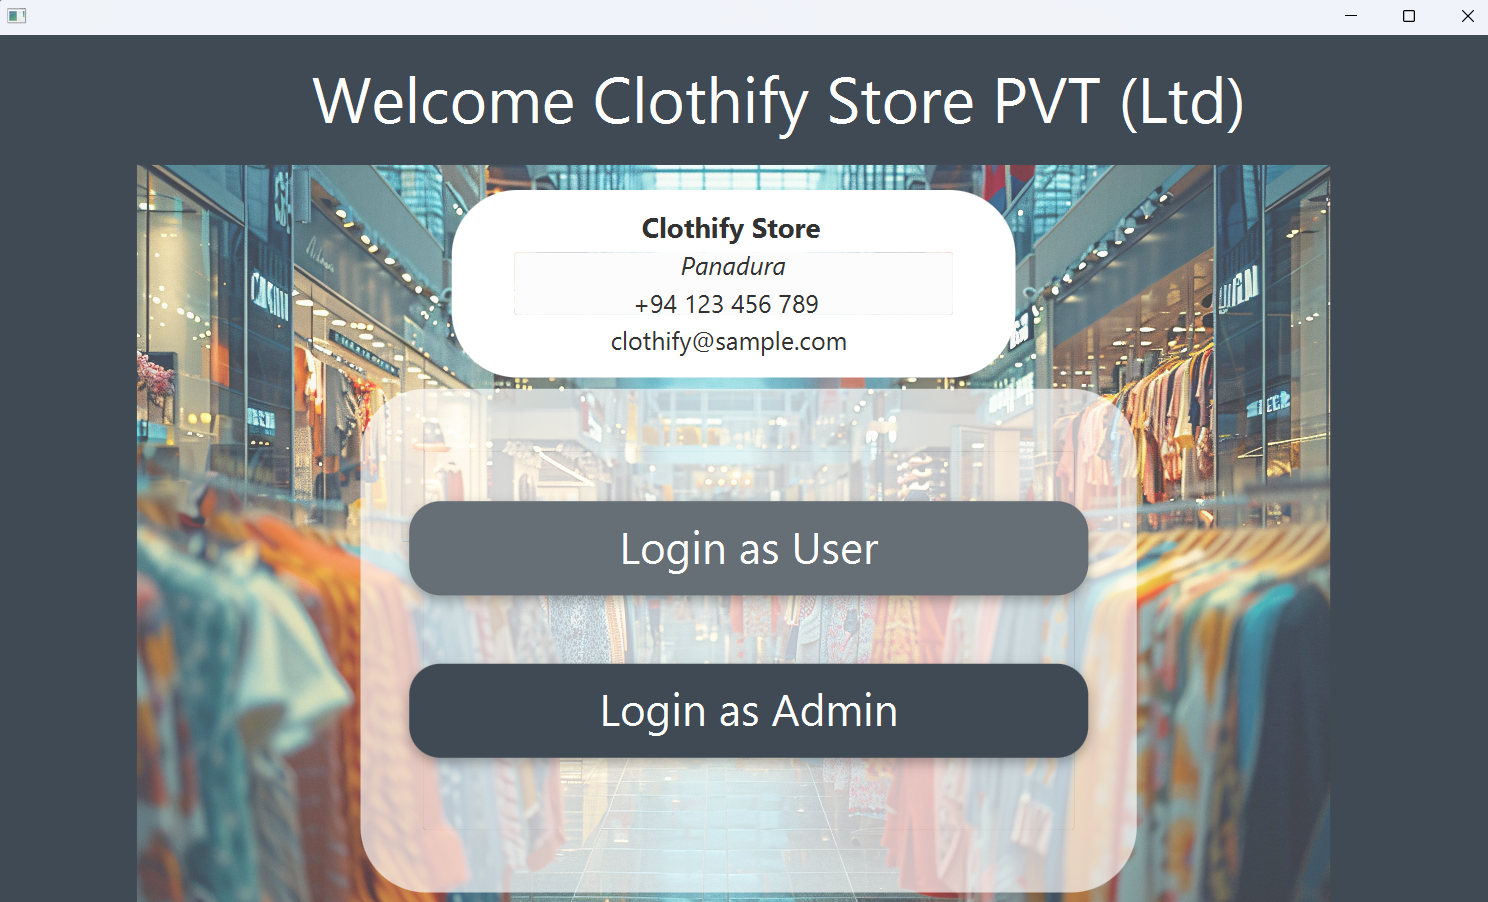 Welcome Clothify Store PVT (Ltd)
Clothify Store
Panadura
+94 123 456 789
clothify@sample.com
Login as User
Login as Admin